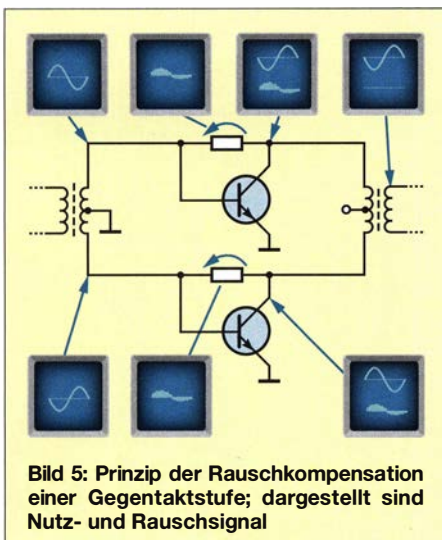 Bild 5: Prinzip der Rauschkompensation
einer Gegentaktstufe; dargestellt sind
Nutz- und Rauschsignal